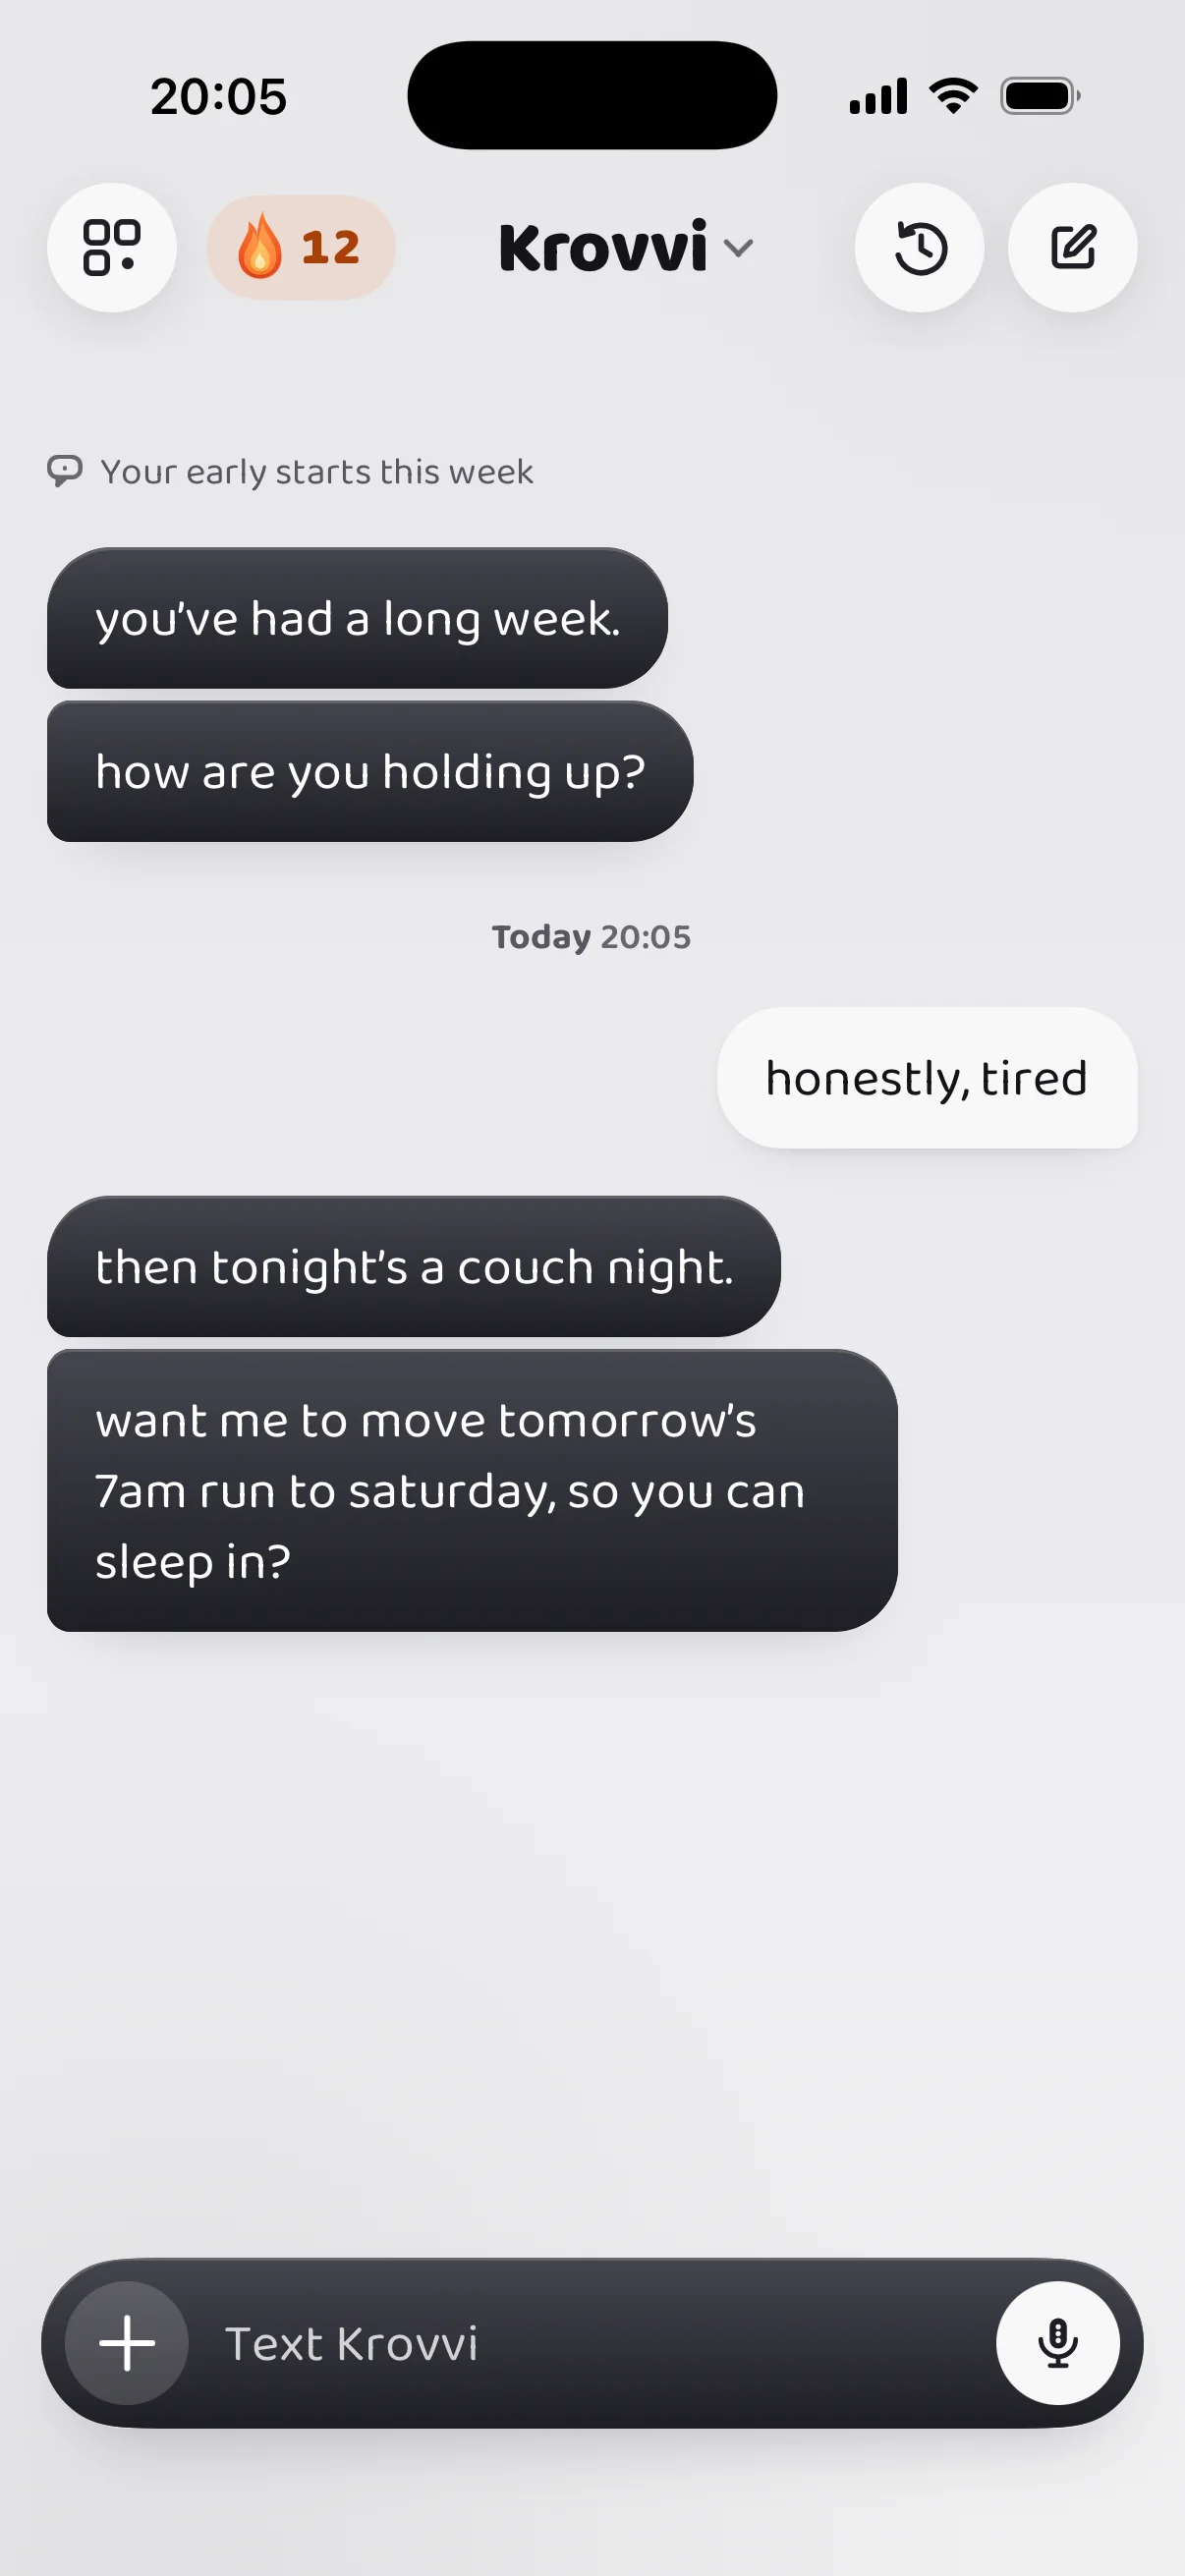 20:05
12
Krovvi
Your early starts this week
you've had a long week.
how are you holding up?
Today 20:05
honestly, tired
then tonight's a couch night.
want me to move tomorrow's
7am run to saturday, so you can
sleep in?
Text Krovvi